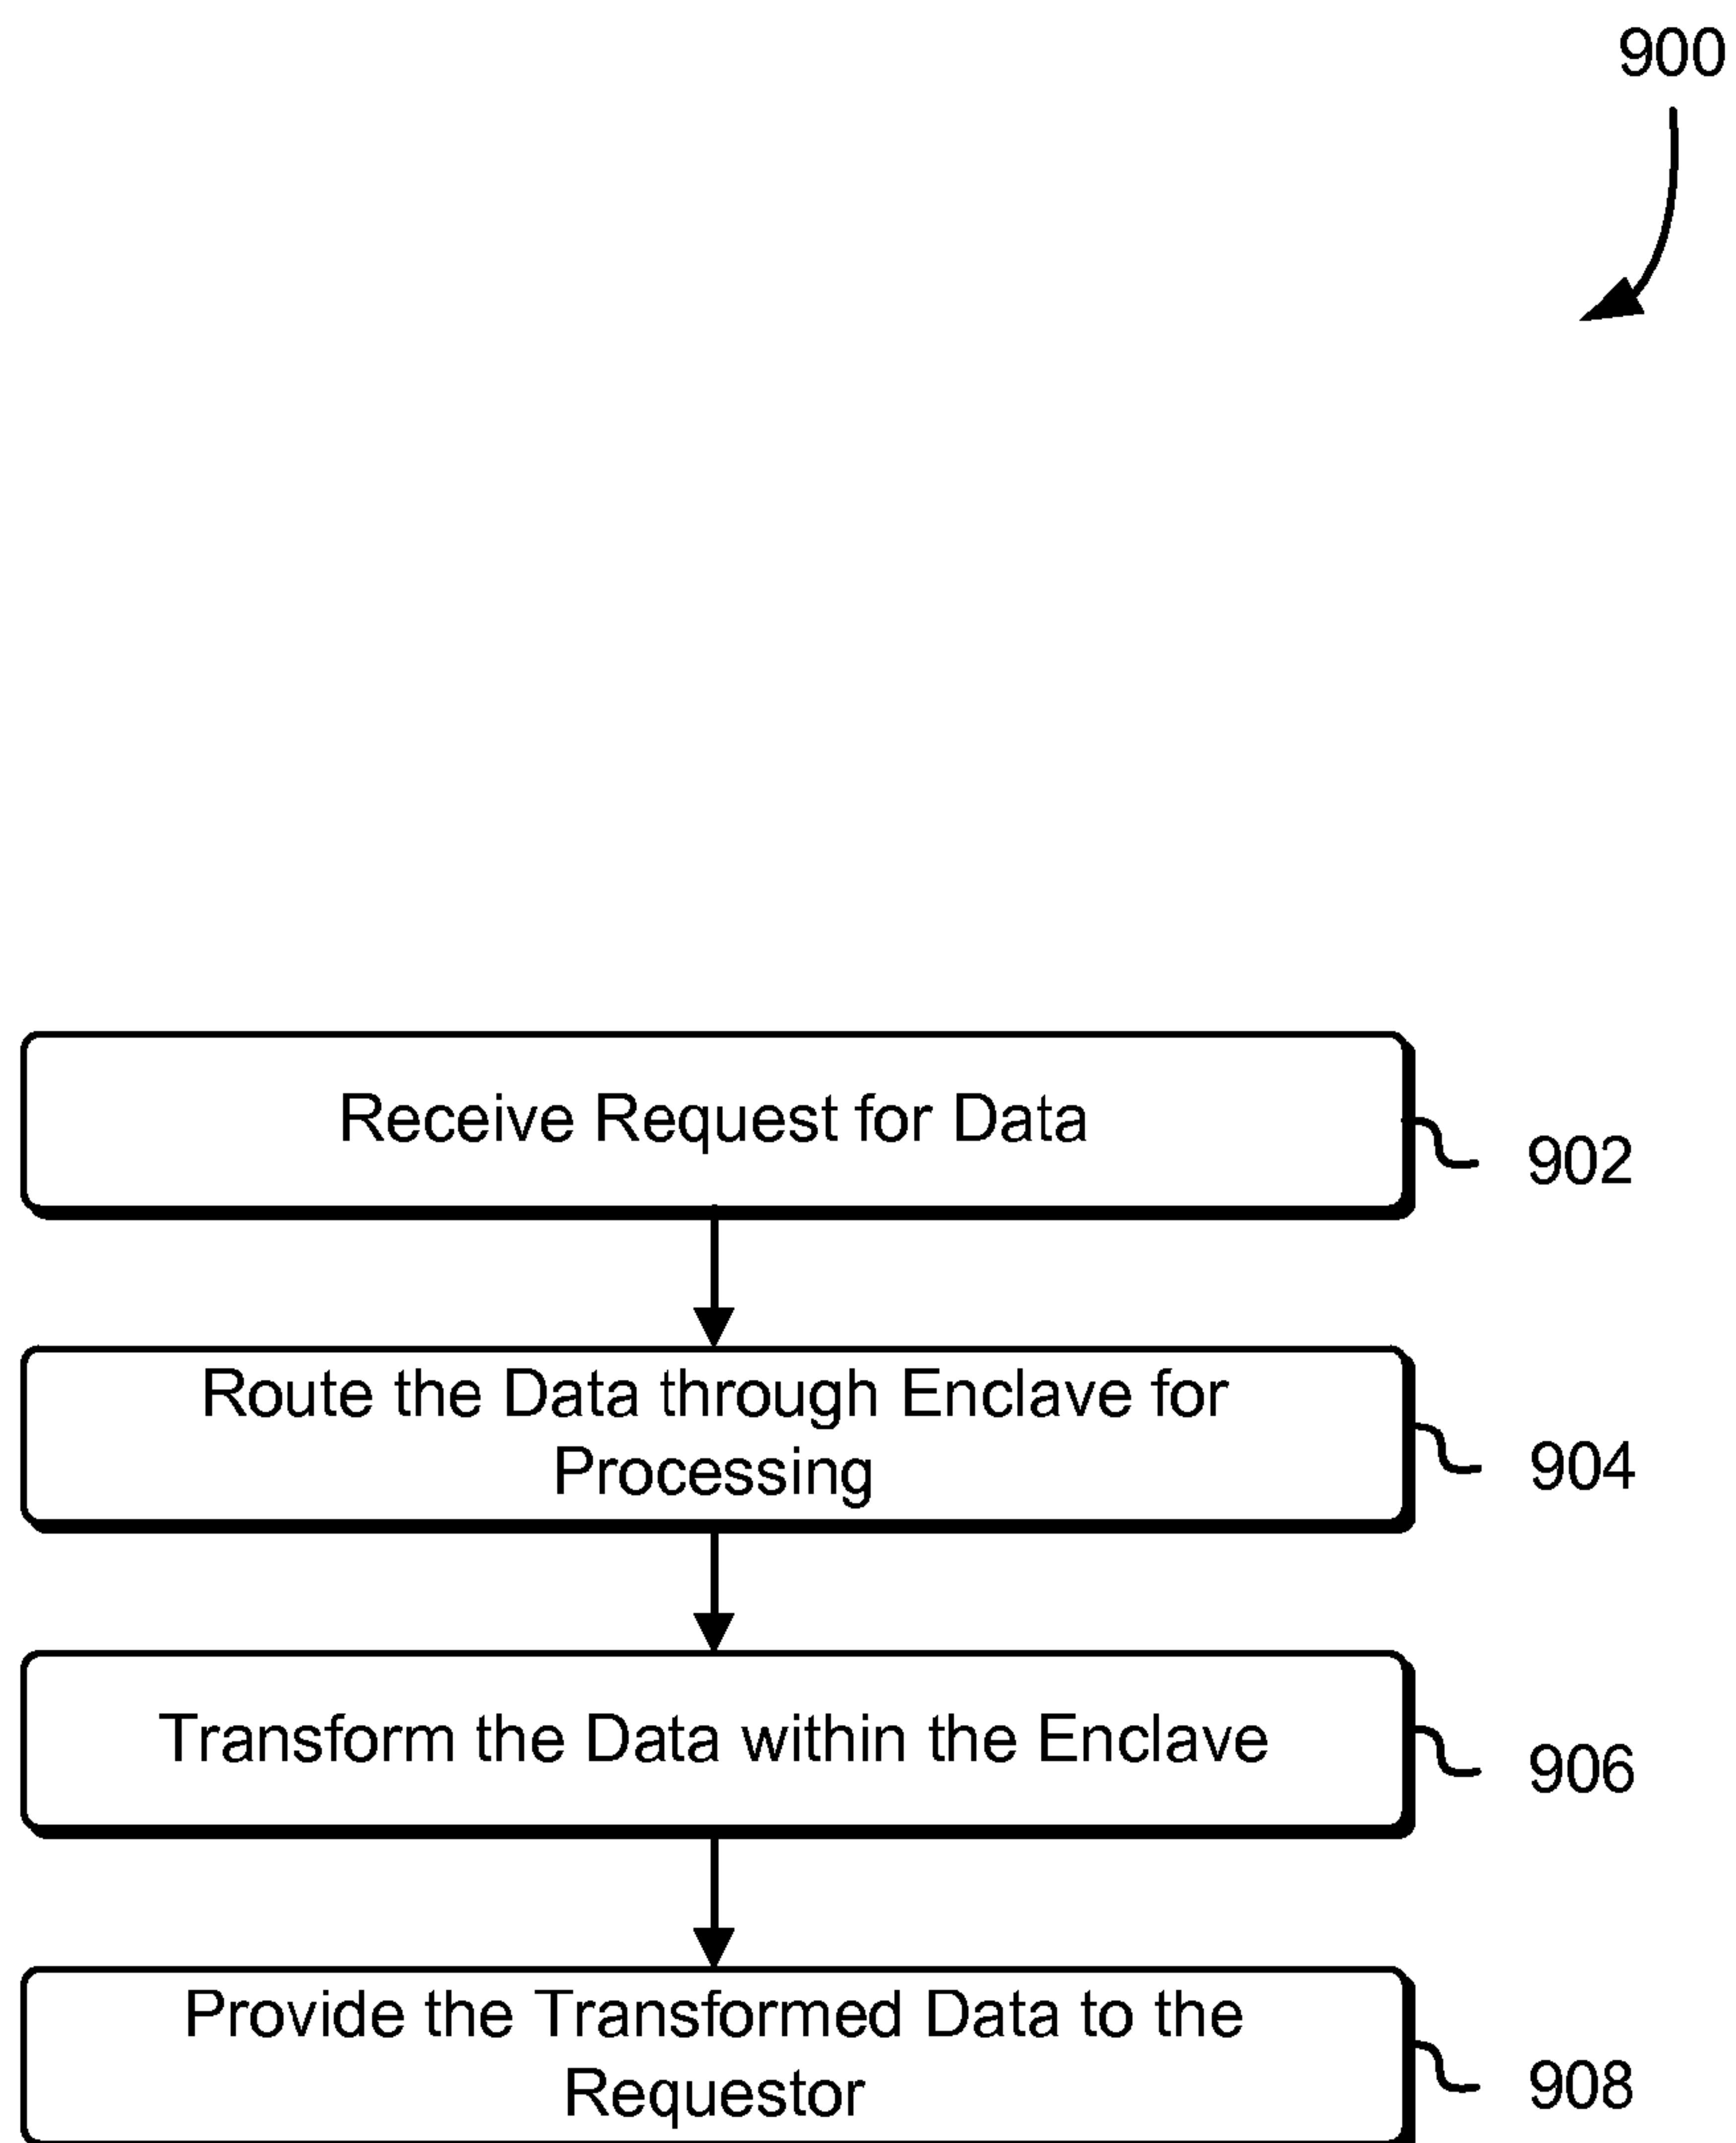 900
Receive Request for Data
902
Route the Data through Enclave for
Processing
904
Transform the Data within the Enclave
906
Provide the Transformed Data to the
Requestor
908